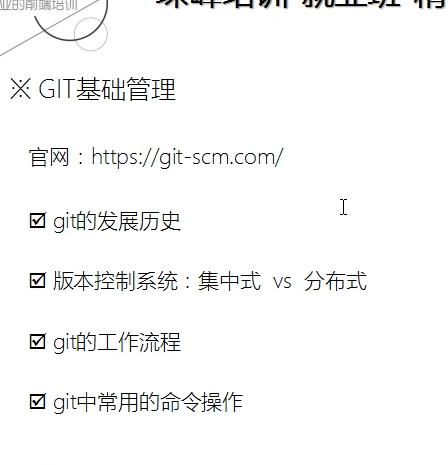 业的前端培训
珠峰培训 就业班 精
※ GIT基础管理
官网：https://git-scm.com/
☑ git的发展历史
☑ 版本控制系统：集中式 vs 分布式
☑ git的工作流程
☑ git中常用的命令操作